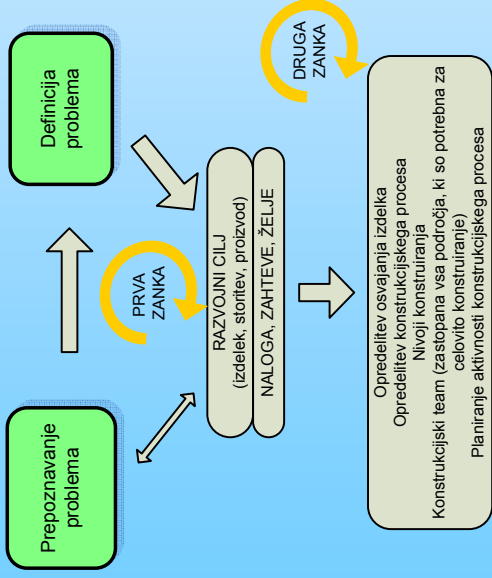 Prepoznavanje
problema
Definicija
problema
PRVA
ZANKA
RAZVOJNI CILJ
(izdelek, storitev, proizvod)
NALOGA, ZAHTEVE, ŽELJE
DRUGA
ZANKA
Opredelitev osvajanja izdelka
Opredelitev konstrukcijskega procesa
Nivoji konstruiranja
Konstrukcijski team (zastopana vsa področja, ki so potrebna za
celovito konstruiranje)
Planiranje aktivnosti konstrukcijskega procesa